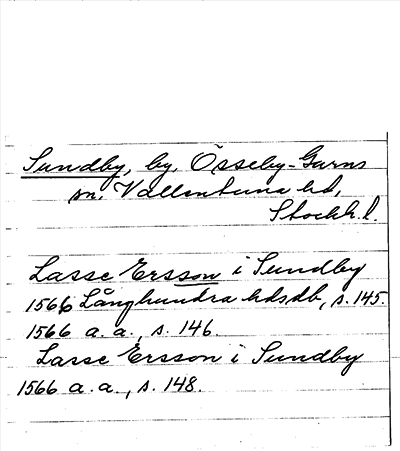 Sundby, by, Össeby-Garns
sn. Vallentuna hd,
Stockh. l.
Lasse Ersson i Sundby
1566 Långhundra hdsdb, s. 145.
1566 a. a., s. 146.
Lasse Ersson i Sundby
1566 a. a., s. 148.